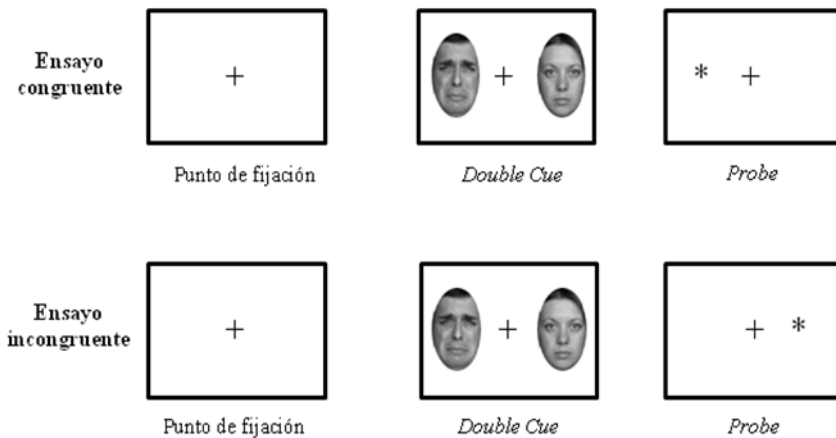 Ensayo
congruente
+
+
* +
Punto de fijación
Double Cue
Probe
Ensayo
incongruente
+
+
+ *
Punto de fijación
Double Cue
Probe